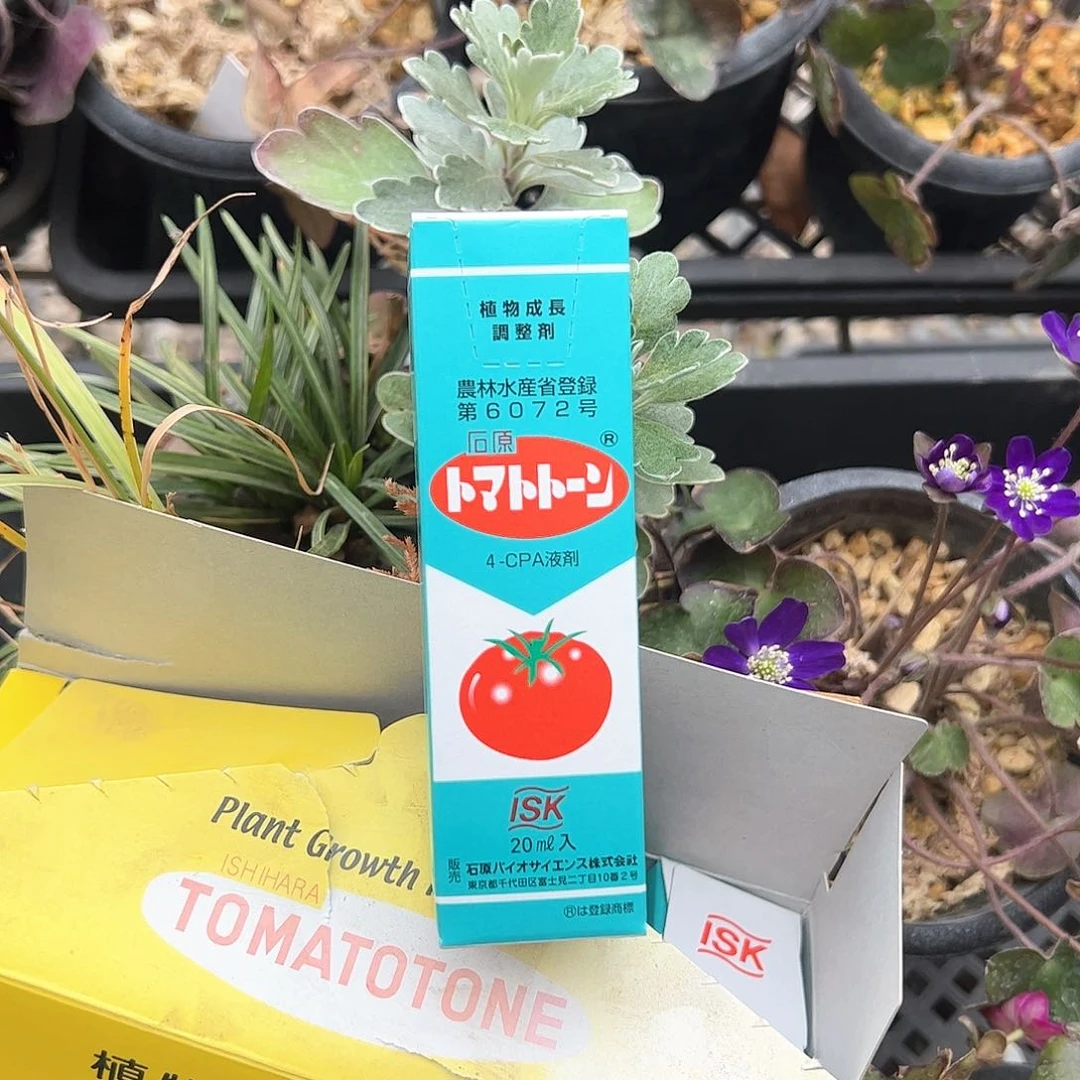 植物成長
調整剤
農林水産省登録
第6072号
石原
®
トマトトーン
4-CPA液剤
ISK
20ml入
販売
石原バイオサイエンス株式会社
東京都千代田区富士見二丁目10番2号
®は登録商標
Plant Growth
ISHIHARA
TOMATOTONE
植物
ISK